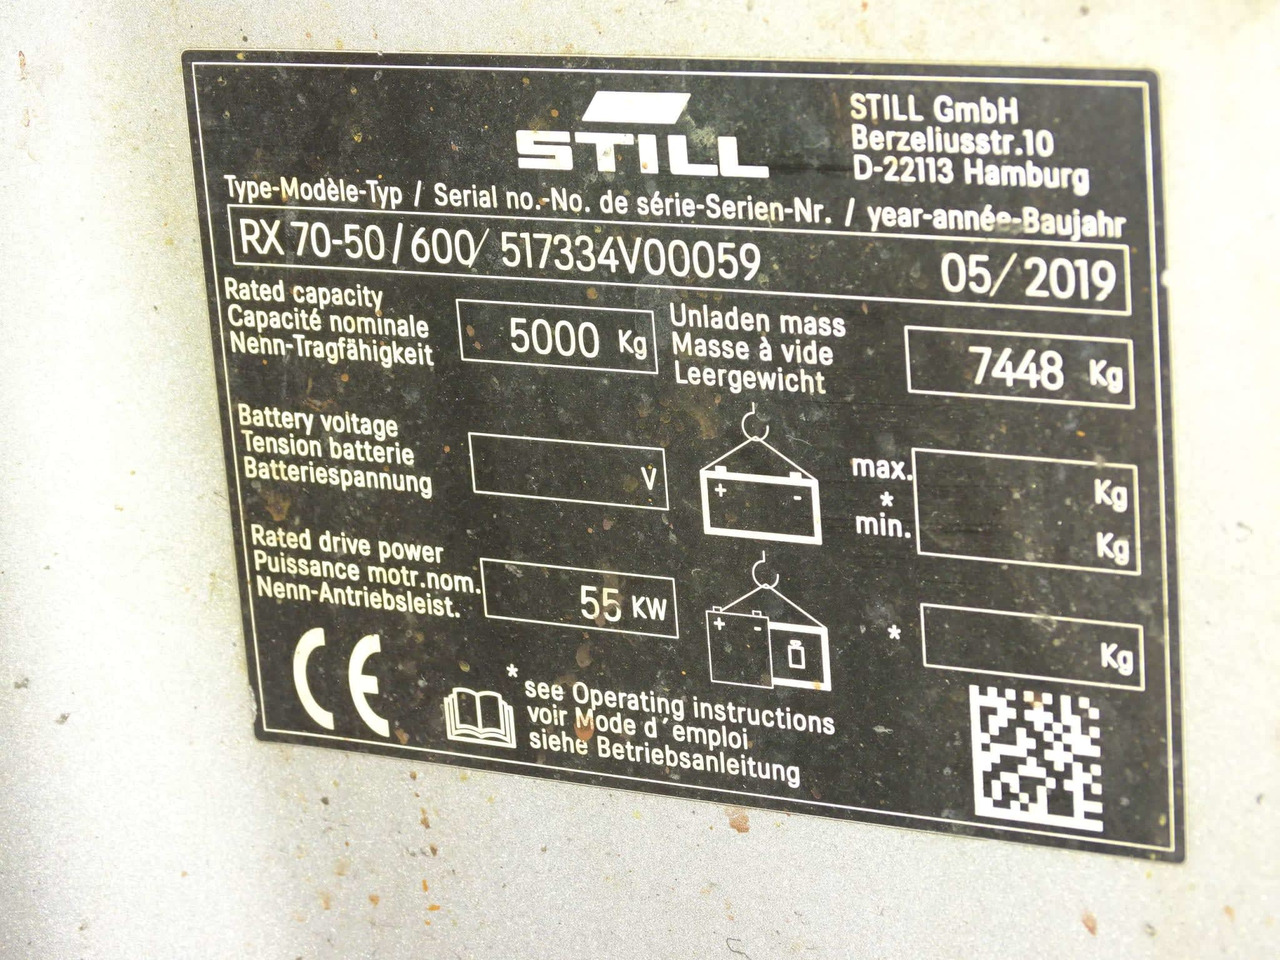 STILL
STILL GmbH
Berzeliusstr.10
D-22113 Hamburg
Type-Modèle-Typ / Serial no.-No. de série-Serien-Nr. / year-année-Baujahr
RX 70-50/600/ 517334V00059 05/2019
Rated capacity
Capacité nominale
Nenn-Tragfähigkeit
5000 Kg
Unladen mass
Masse à vide
Leergewicht
7448 Kg
Battery voltage
Tension batterie
Batteriespannung
V
+ -
max. Kg
*
min. Kg
Rated drive power
Puissance motr.nom.
Nenn-Antriebsleist.
55 KW
+ -
* Kg
CE
* see Operating instructions
voir Mode d'emploi
siehe Betriebsanleitung